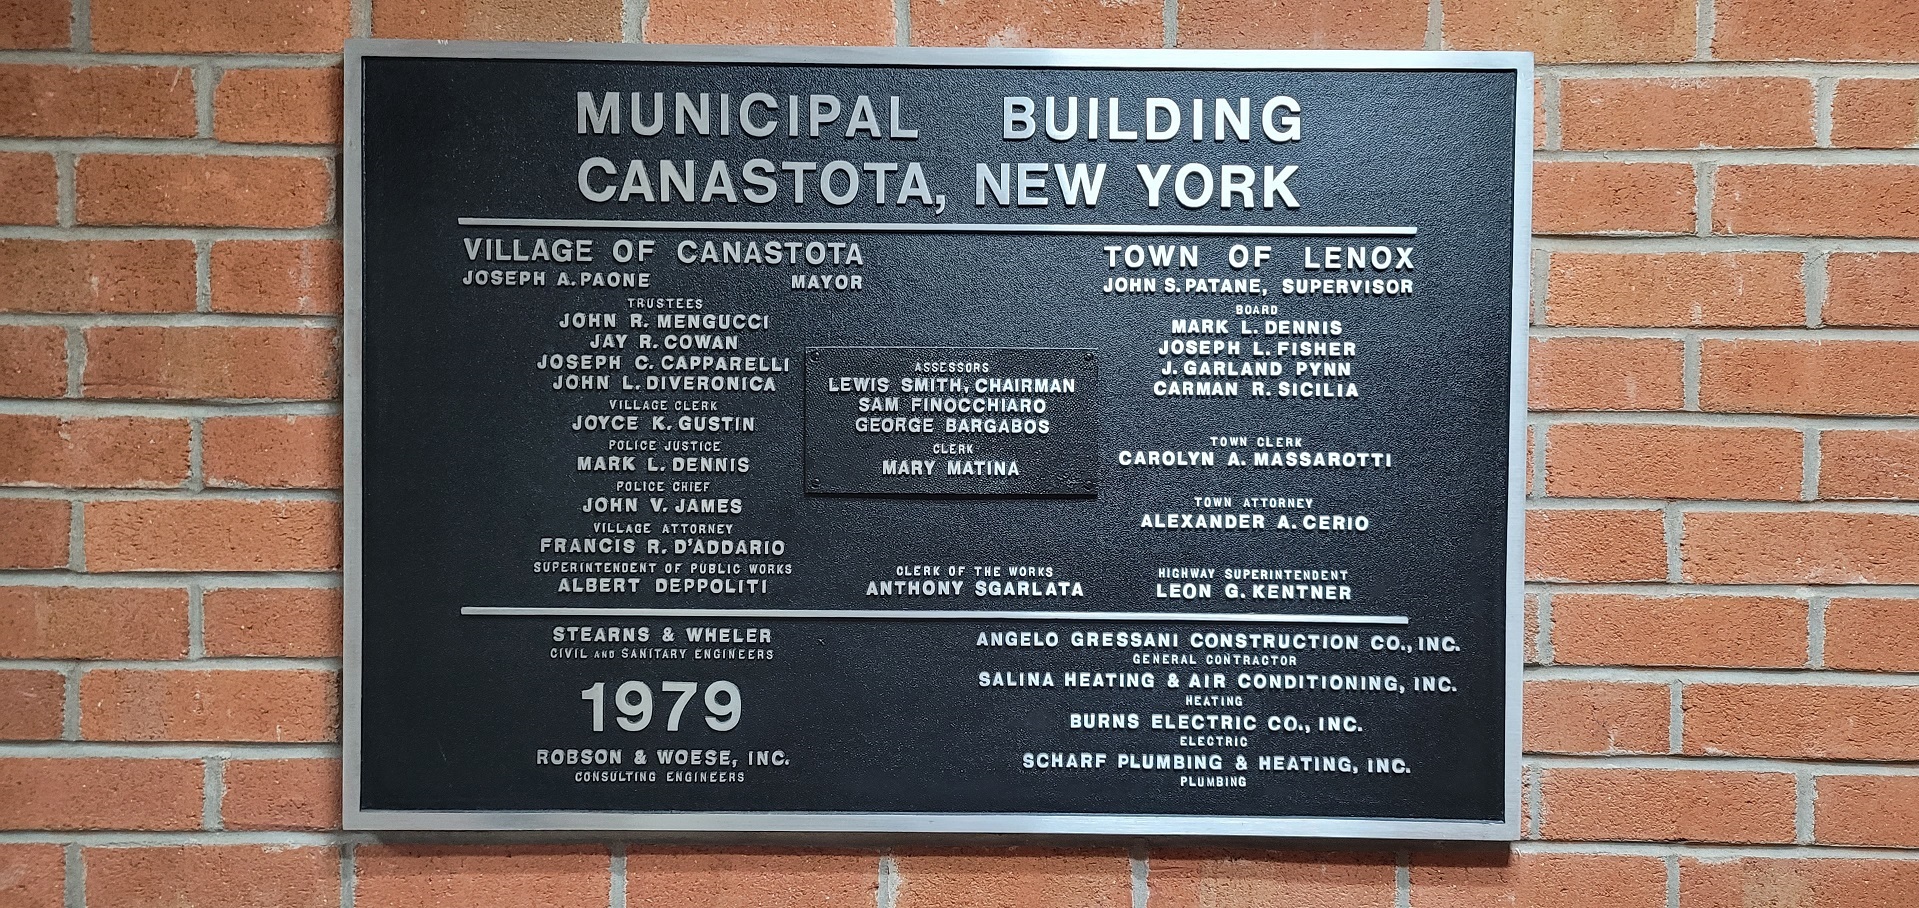 MUNICIPAL BUILDING
CANASTOTA, NEW YORK
VILLAGE OF CANASTOTA
JOSEPH A. PAONE MAYOR
TRUSTEES
JOHN R. MENGUCCI
JAY R. COWAN
JOSEPH C. CAPPARELLI
JOHN L. DIVERONICA
VILLAGE CLERK
JOYCE K. GUSTIN
POLICE JUSTICE
MARK L. DENNIS
POLICE CHIEF
JOHN V. JAMES
VILLAGE ATTORNEY
FRANCIS R. D'ADDARIO
SUPERINTENDENT OF PUBLIC WORKS
ALBERT DEPPOLITI
ASSESSORS
LEWIS SMITH, CHAIRMAN
SAM FINOCCHIARO
GEORGE BARGABOS
CLERK
MARY MATINA
CLERK OF THE WORKS
ANTHONY SGARLATA
TOWN OF LENOX
JOHN S. PATANE, SUPERVISOR
BOARD
MARK L. DENNIS
JOSEPH L. FISHER
J. GARLAND PYNN
CARMAN R. SICILIA
TOWN CLERK
CAROLYN A. MASSAROTTI
TOWN ATTORNEY
ALEXANDER A. CERIO
HIGHWAY SUPERINTENDENT
LEON G. KENTNER
STEARNS & WHELER
CIVIL AND SANITARY ENGINEERS
1979
ROBSON & WOESE, INC.
CONSULTING ENGINEERS
ANGELO GRESSANI CONSTRUCTION CO., INC.
GENERAL CONTRACTOR
SALINA HEATING & AIR CONDITIONING, INC.
HEATING
BURNS ELECTRIC CO., INC.
ELECTRIC
SCHARF PLUMBING & HEATING, INC.
PLUMBING